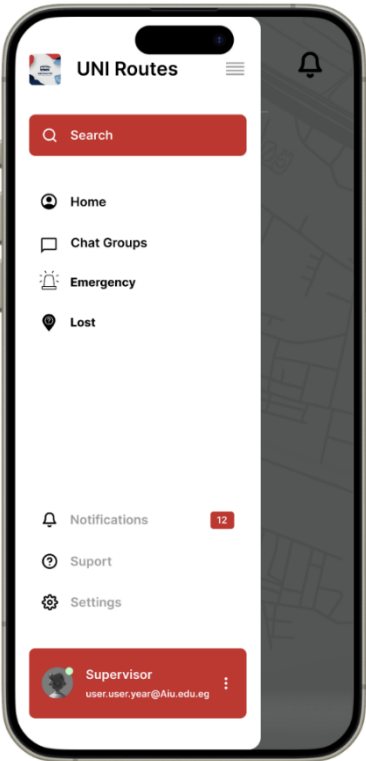 UNI Routes
Search
Home
Chat Groups
Emergency
Lost
Notifications
12
Suport
Settings
Supervisor
user.user.year@Aiu.edu.eg